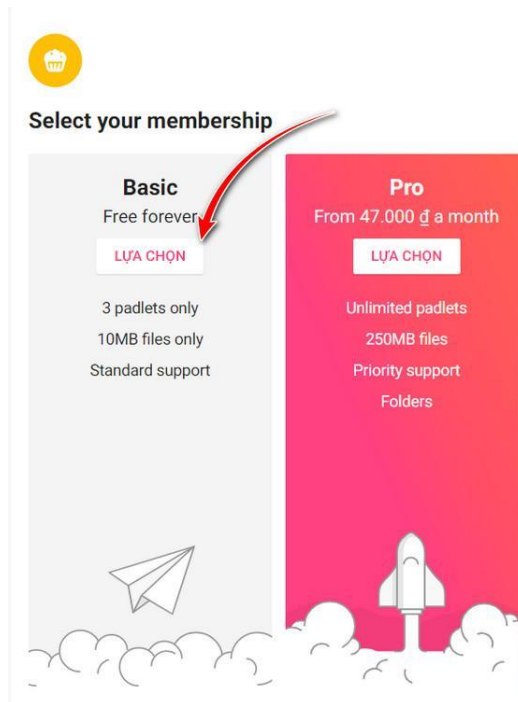 Select your membership
Basic
Free forever
LỰA CHỌN
3 padlets only
10MB files only
Standard support
Pro
From 47.000 ₫ a month
LỰA CHỌN
Unlimited padlets
250MB files
Priority support
Folders